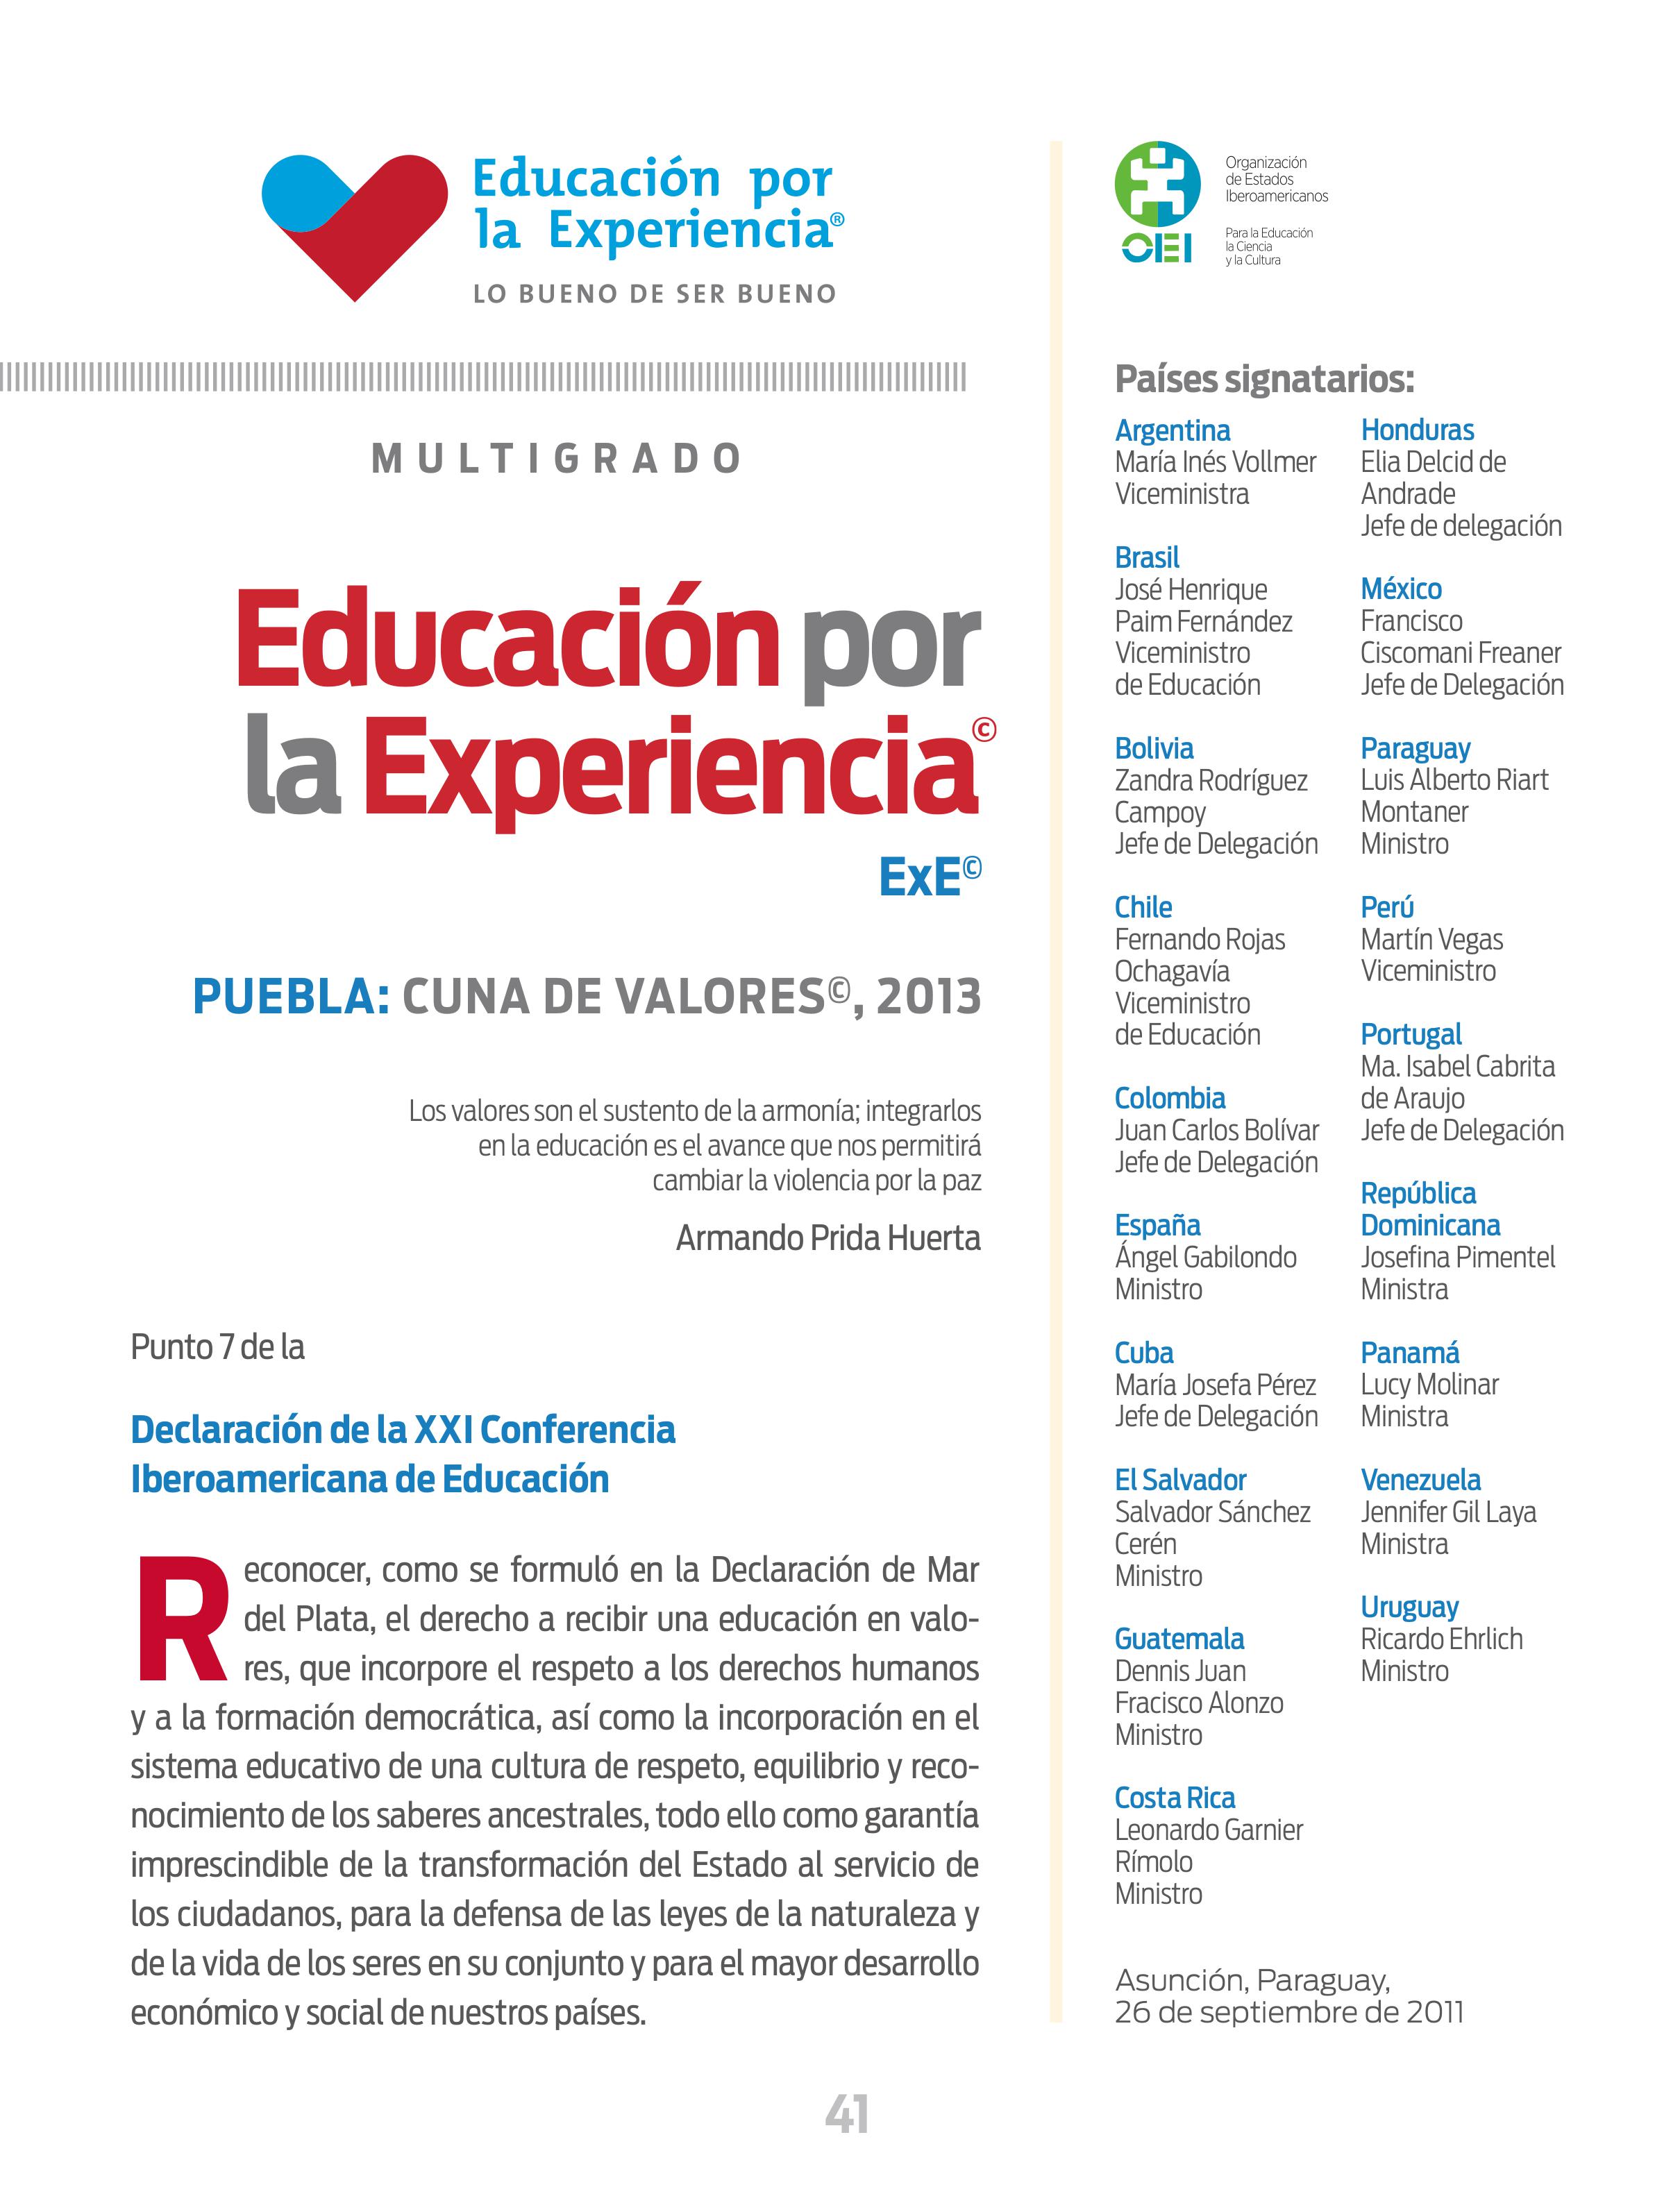 Educación por
la Experiencia®
LO BUENO DE SER BUENO
MULTIGRADO
Educación por
la Experiencia©
ExE©
PUEBLA: CUNA DE VALORES©, 2013
Los valores son el sustento de la armonía; integrarlos
en la educación es el avance que nos permitirá
cambiar la violencia por la paz
Armando Prida Huerta
Punto 7 de la
Declaración de la XXI Conferencia
Iberoamericana de Educación
Reconocer, como se formuló en la Declaración de Mar
del Plata, el derecho a recibir una educación en valo-
res, que incorpore el respeto a los derechos humanos
y a la formación democrática, así como la incorporación en el
sistema educativo de una cultura de respeto, equilibrio y reco-
nocimiento de los saberes ancestrales, todo ello como garantía
imprescindible de la transformación del Estado al servicio de
los ciudadanos, para la defensa de las leyes de la naturaleza y
de la vida de los seres en su conjunto y para el mayor desarrollo
económico y social de nuestros países.
OEI
Organización
de Estados
Iberoamericanos
Para la Educación
la Ciencia
y la Cultura
Países signatarios:
Argentina
María Inés Vollmer
Viceministra
Brasil
José Henrique
Paim Fernández
Viceministro
de Educación
Bolivia
Zandra Rodríguez
Campoy
Jefe de Delegación
Chile
Fernando Rojas
Ochagavía
Viceministro
de Educación
Colombia
Juan Carlos Bolívar
Jefe de Delegación
España
Ángel Gabilondo
Ministro
Cuba
María Josefa Pérez
Jefe de Delegación
El Salvador
Salvador Sánchez
Cerén
Ministro
Guatemala
Dennis Juan
Fracisco Alonzo
Ministro
Costa Rica
Leonardo Garnier
Rímolo
Ministro
Honduras
Elia Delcid de
Andrade
Jefe de delegación
México
Francisco
Ciscomani Freaner
Jefe de Delegación
Paraguay
Luis Alberto Riart
Montaner
Ministro
Perú
Martín Vegas
Viceministro
Portugal
Ma. Isabel Cabrita
de Araujo
Jefe de Delegación
República
Dominicana
Josefina Pimentel
Ministra
Panamá
Lucy Molinar
Ministra
Venezuela
Jennifer Gil Laya
Ministra
Uruguay
Ricardo Ehrlich
Ministro
Asunción, Paraguay,
26 de septiembre de 2011
41